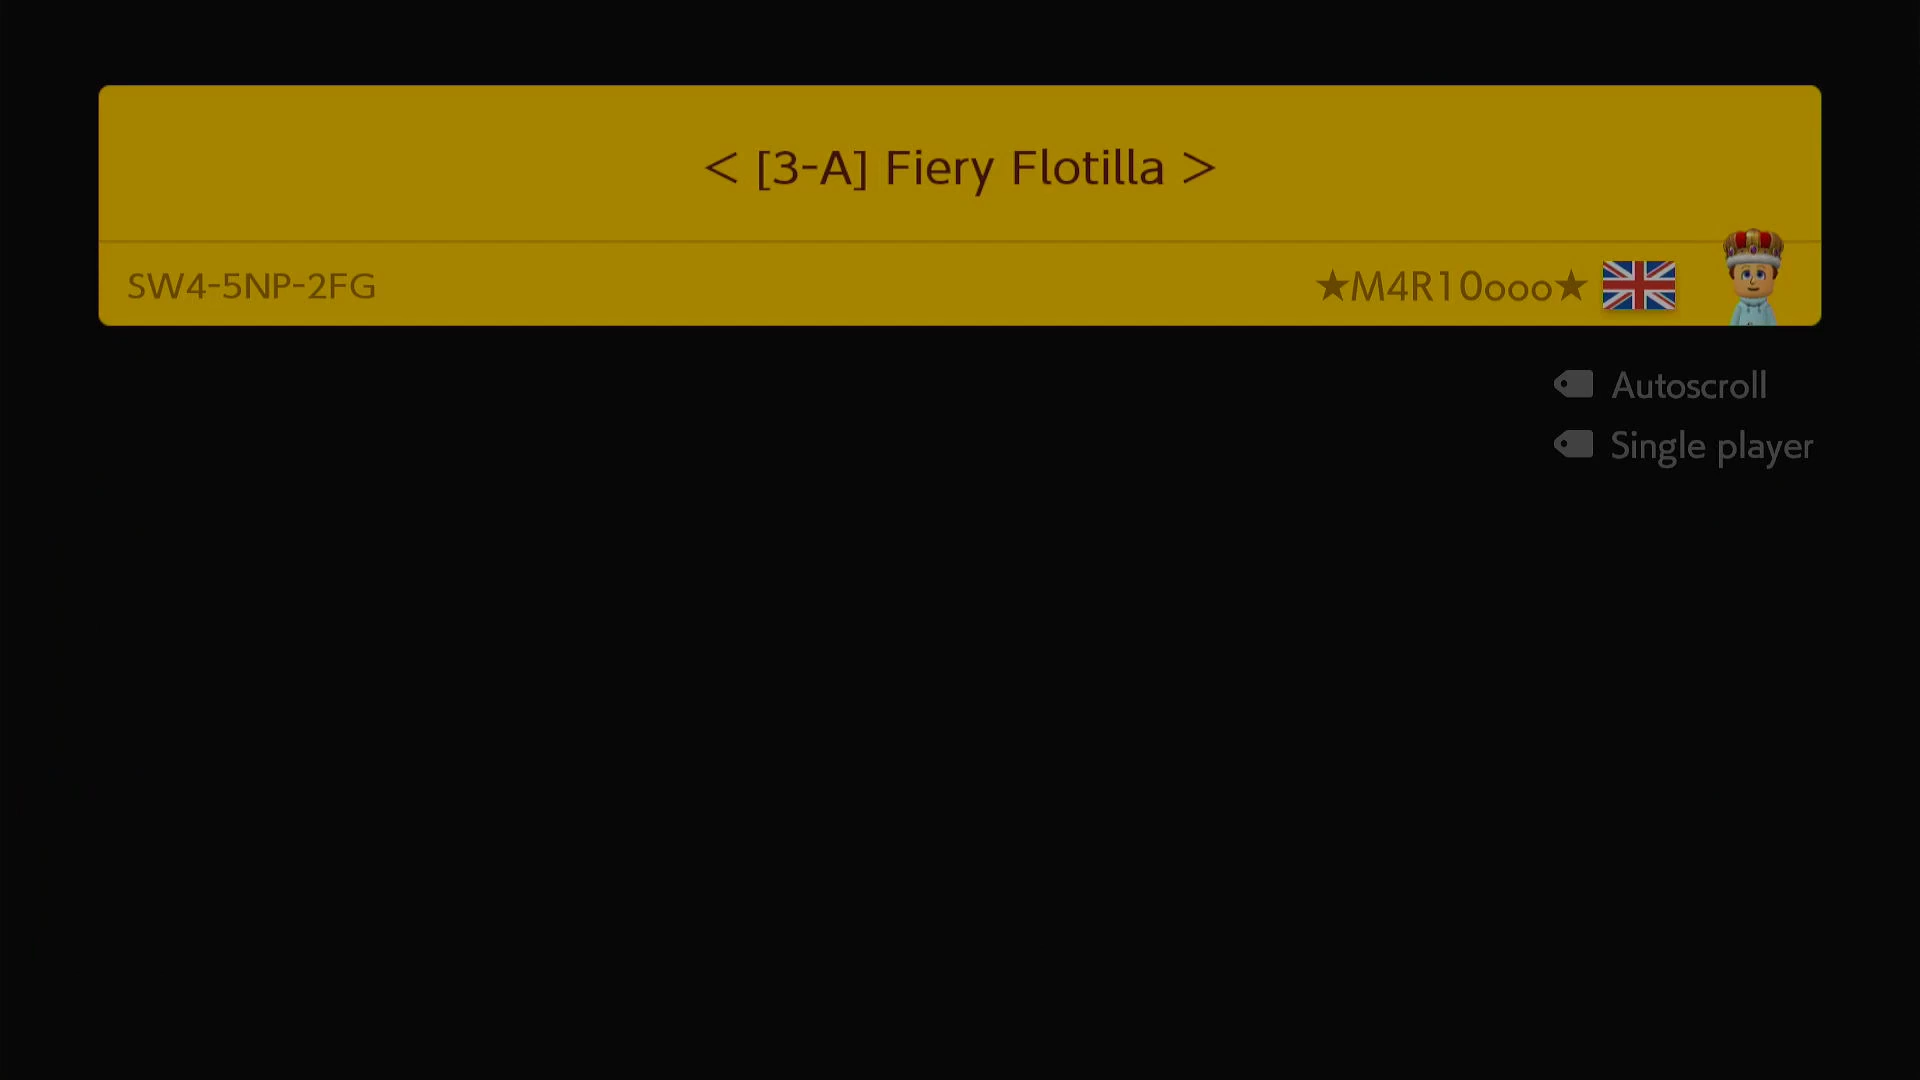 < [3-A] Fiery Flotilla >
SW4-5NP-2FG
★M4R10ooo★
Autoscroll
Single player